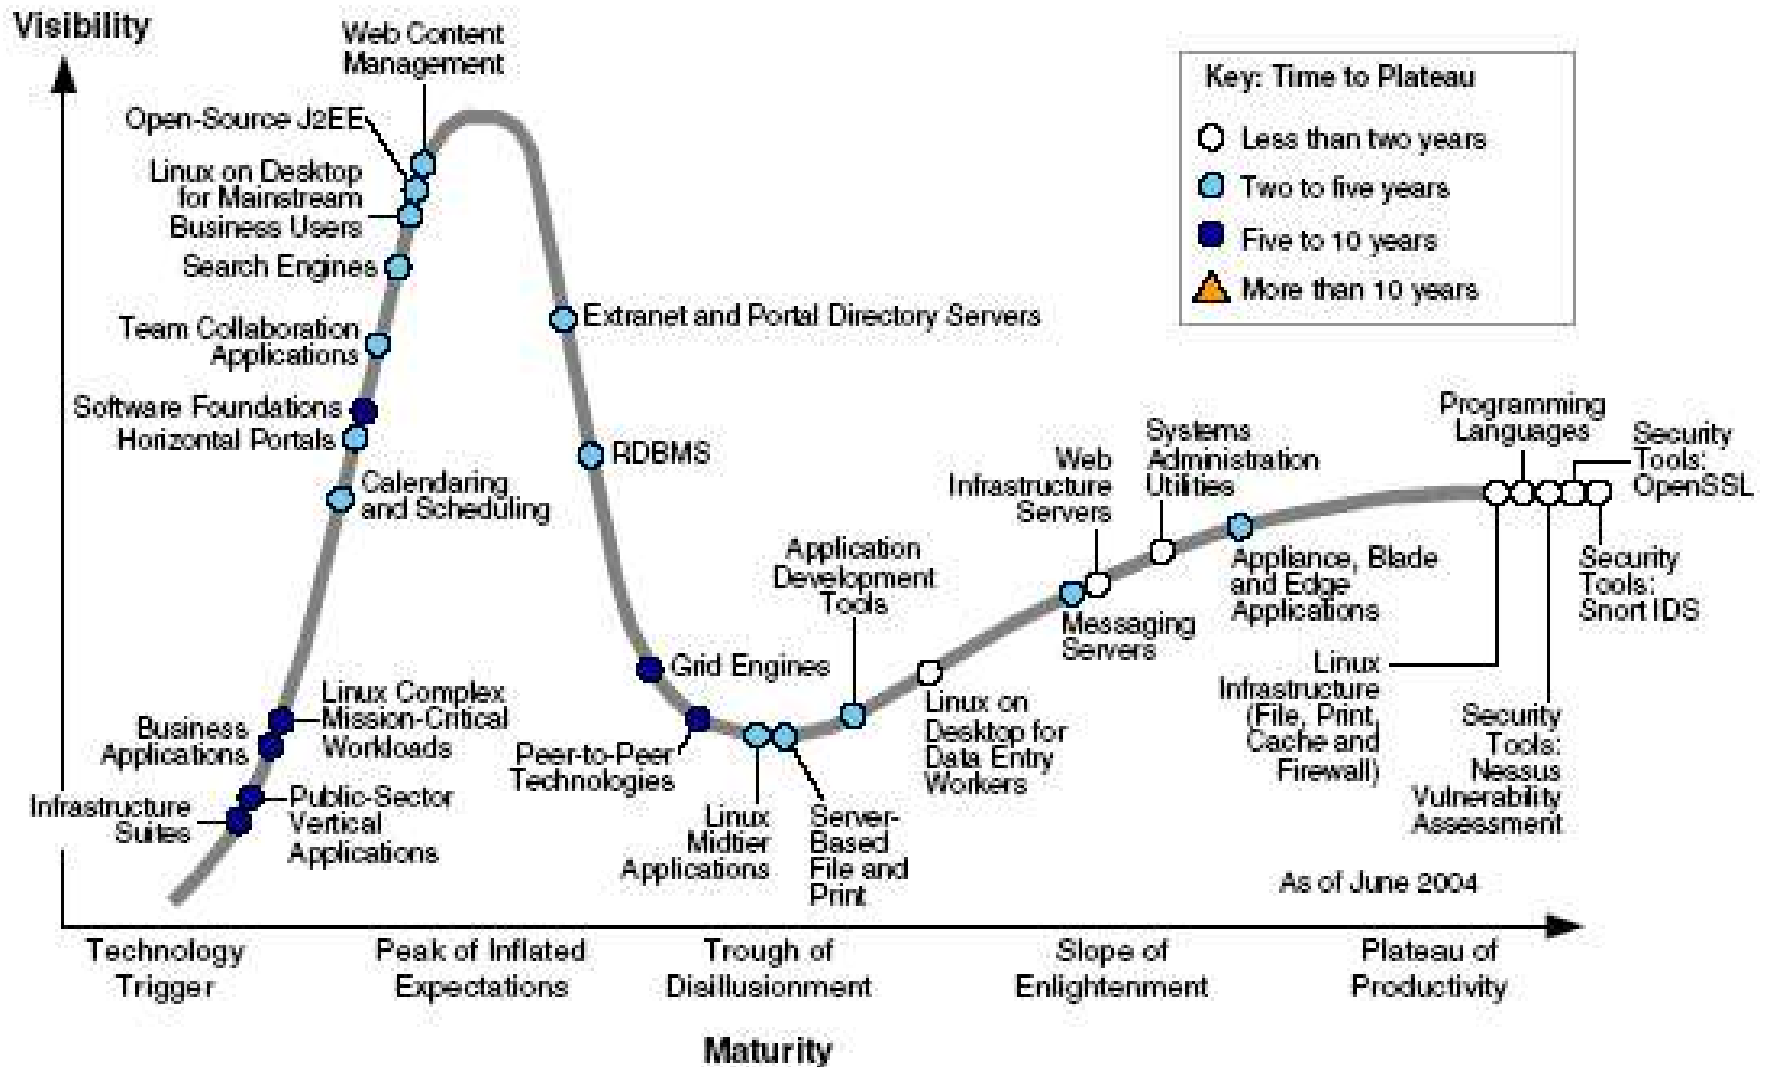 Visibility
Web Content
Management
Open-Source J2EE
Linux on Desktop
for Mainstream
Business Users
Search Engines
Team Collaboration
Applications
Software Foundations
Horizontal Portals
Calendaring
and Scheduling
Linux Complex
Mission-Critical
Workloads
Business
Applications
Public-Sector
Vertical
Applications
Infrastructure
Suites
Extranet and Portal Directory Servers
RDBMS
Grid Engines
Peer-to-Peer
Technologies
Linux
Midtier
Applications
Server-
Based
File and
Print
Application
Development
Tools
Linux on
Desktop for
Data Entry
Workers
Messaging
Servers
Web
Infrastructure
Servers
Systems
Administration
Utilities
Appliance, Blade
and Edge
Applications
Linux
Infrastructure
(File, Print,
Cache and
Firewall)
Programming
Languages
Security
Tools:
Nessus
Vulnerability
Assessment
Security
Tools:
OpenSSL
Security
Tools:
Snort IDS
Key: Time to Plateau
Less than two years
Two to five years
Five to 10 years
More than 10 years
As of June 2004
Technology
Trigger
Peak of Inflated
Expectations
Trough of
Disillusionment
Slope of
Enlightenment
Plateau of
Productivity
Maturity